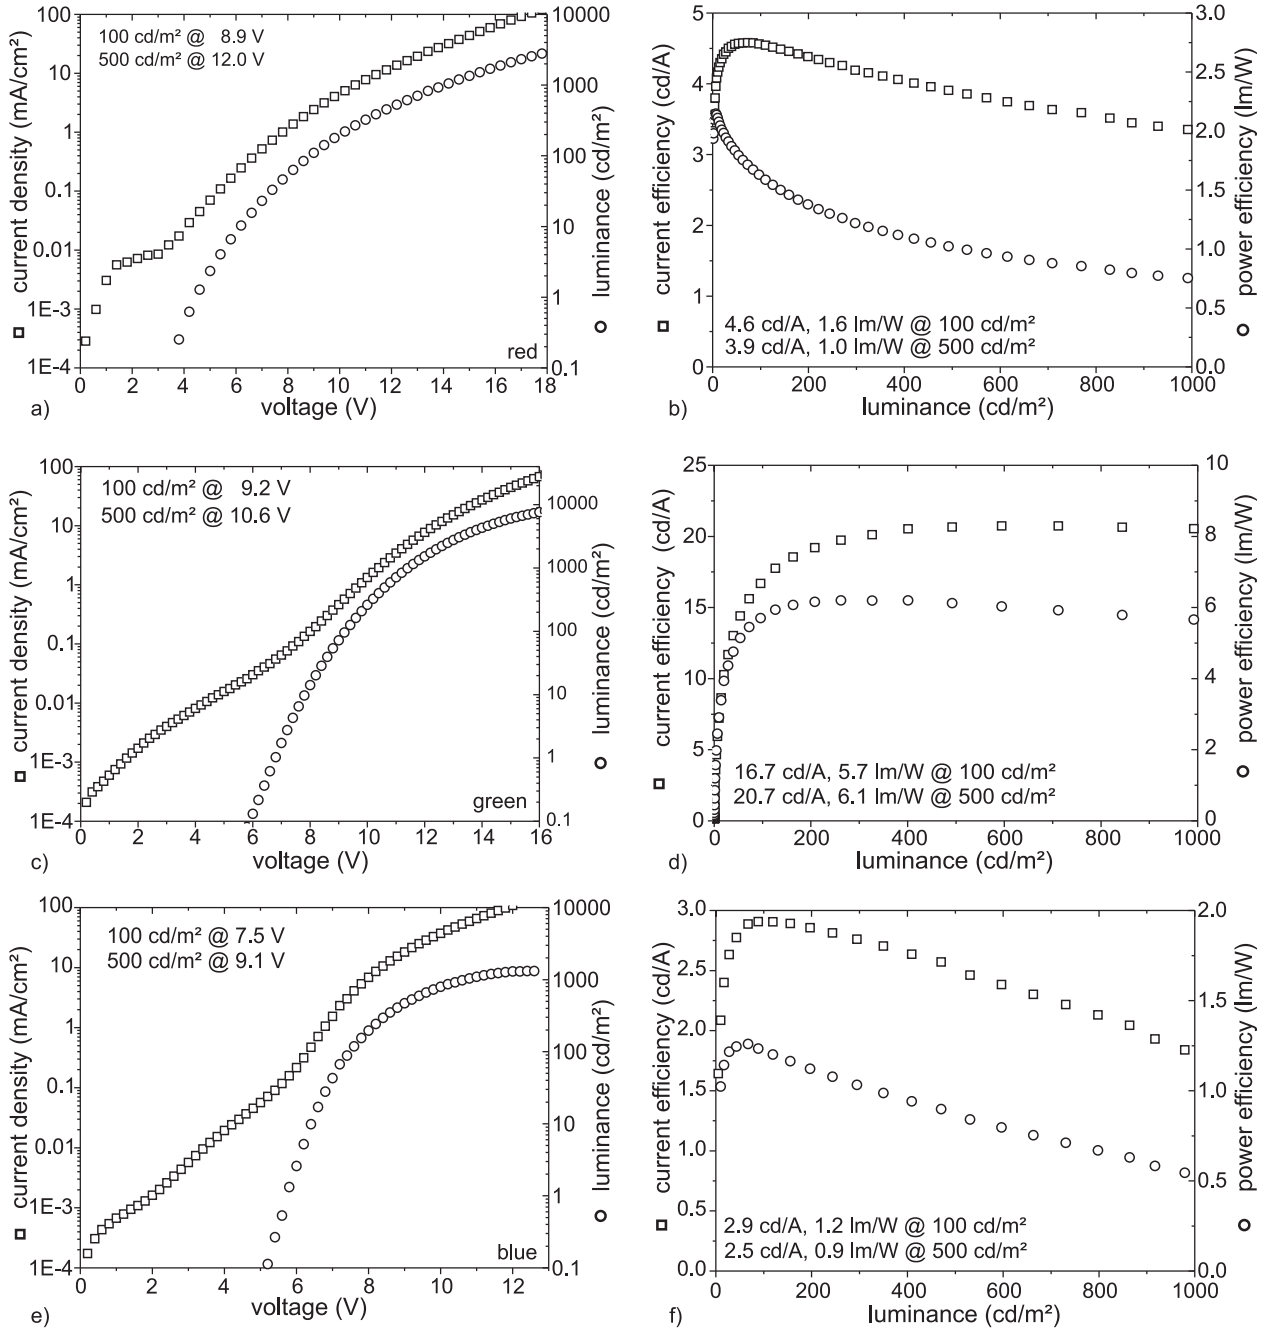 100
10
1
0.1
0.01
1E-3
1E-4
current density (mA/cm²)
100 cd/m² @ 8.9 V
500 cd/m² @ 12.0 V
red
10000
1000
100
10
1
0.1
luminance (cd/m²)
0 2 4 6 8 10 12 14 16 18
voltage (V)
a)
5
4
3
2
1
0
current efficiency (cd/A)
4.6 cd/A, 1.6 lm/W @ 100 cd/m²
3.9 cd/A, 1.0 lm/W @ 500 cd/m²
3.0
2.5
2.0
1.5
1.0
0.5
0.0
power efficiency (lm/W)
0 200 400 600 800 1000
luminance (cd/m²)
b)
100
10
1
0.1
0.01
1E-3
1E-4
current density (mA/cm²)
100 cd/m² @ 9.2 V
500 cd/m² @ 10.6 V
green
10000
1000
100
10
1
0.1
luminance (cd/m²)
0 2 4 6 8 10 12 14 16
voltage (V)
c)
25
20
15
10
5
0
current efficiency (cd/A)
16.7 cd/A, 5.7 lm/W @ 100 cd/m²
20.7 cd/A, 6.1 lm/W @ 500 cd/m²
10
8
6
4
2
0
power efficiency (lm/W)
0 200 400 600 800 1000
luminance (cd/m²)
d)
100
10
1
0.1
0.01
1E-3
1E-4
current density (mA/cm²)
100 cd/m² @ 7.5 V
500 cd/m² @ 9.1 V
blue
10000
1000
100
10
1
0.1
luminance (cd/m²)
0 2 4 6 8 10 12
voltage (V)
e)
3.0
2.5
2.0
1.5
1.0
0.5
0.0
current efficiency (cd/A)
2.9 cd/A, 1.2 lm/W @ 100 cd/m²
2.5 cd/A, 0.9 lm/W @ 500 cd/m²
2.0
1.5
1.0
0.5
0.0
power efficiency (lm/W)
0 200 400 600 800 1000
luminance (cd/m²)
f)